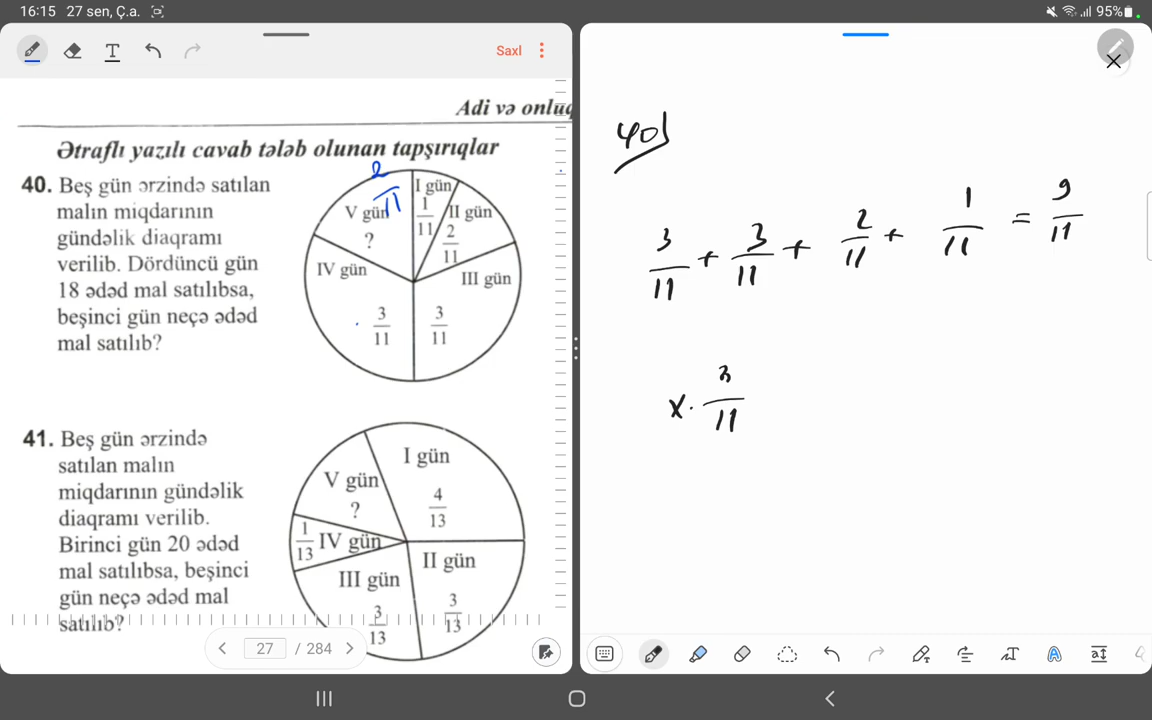 16:15 27 sen, Ç.a. 95%
T Saxl
Adi və onluq
Ətraflı yazılı cavab tələb olunan tapşırıqlar
40. Beş gün ərzində satılan
malın miqdarının
gündəlik diaqramı
verilib. Dördüncü gün
18 ədəd mal satılıbsa,
beşinci gün neçə ədəd
mal satılıb?
I gün
1/11
II gün
2/11
III gün
3/11
IV gün
3/11
V gün
?
2/11
41. Beş gün ərzində
satılan malın
miqdarının gündəlik
diaqramı verilib.
Birinci gün 20 ədəd
mal satılıbsa, beşinci
gün neçə ədəd mal
satılıb?
I gün
4/13
II gün
3/13
III gün
3/13
1/13 IV gün
V gün
?
27 / 284
40)
3/11 + 3/11 + 2/11 + 1/11 = 9/11
x · 3/11